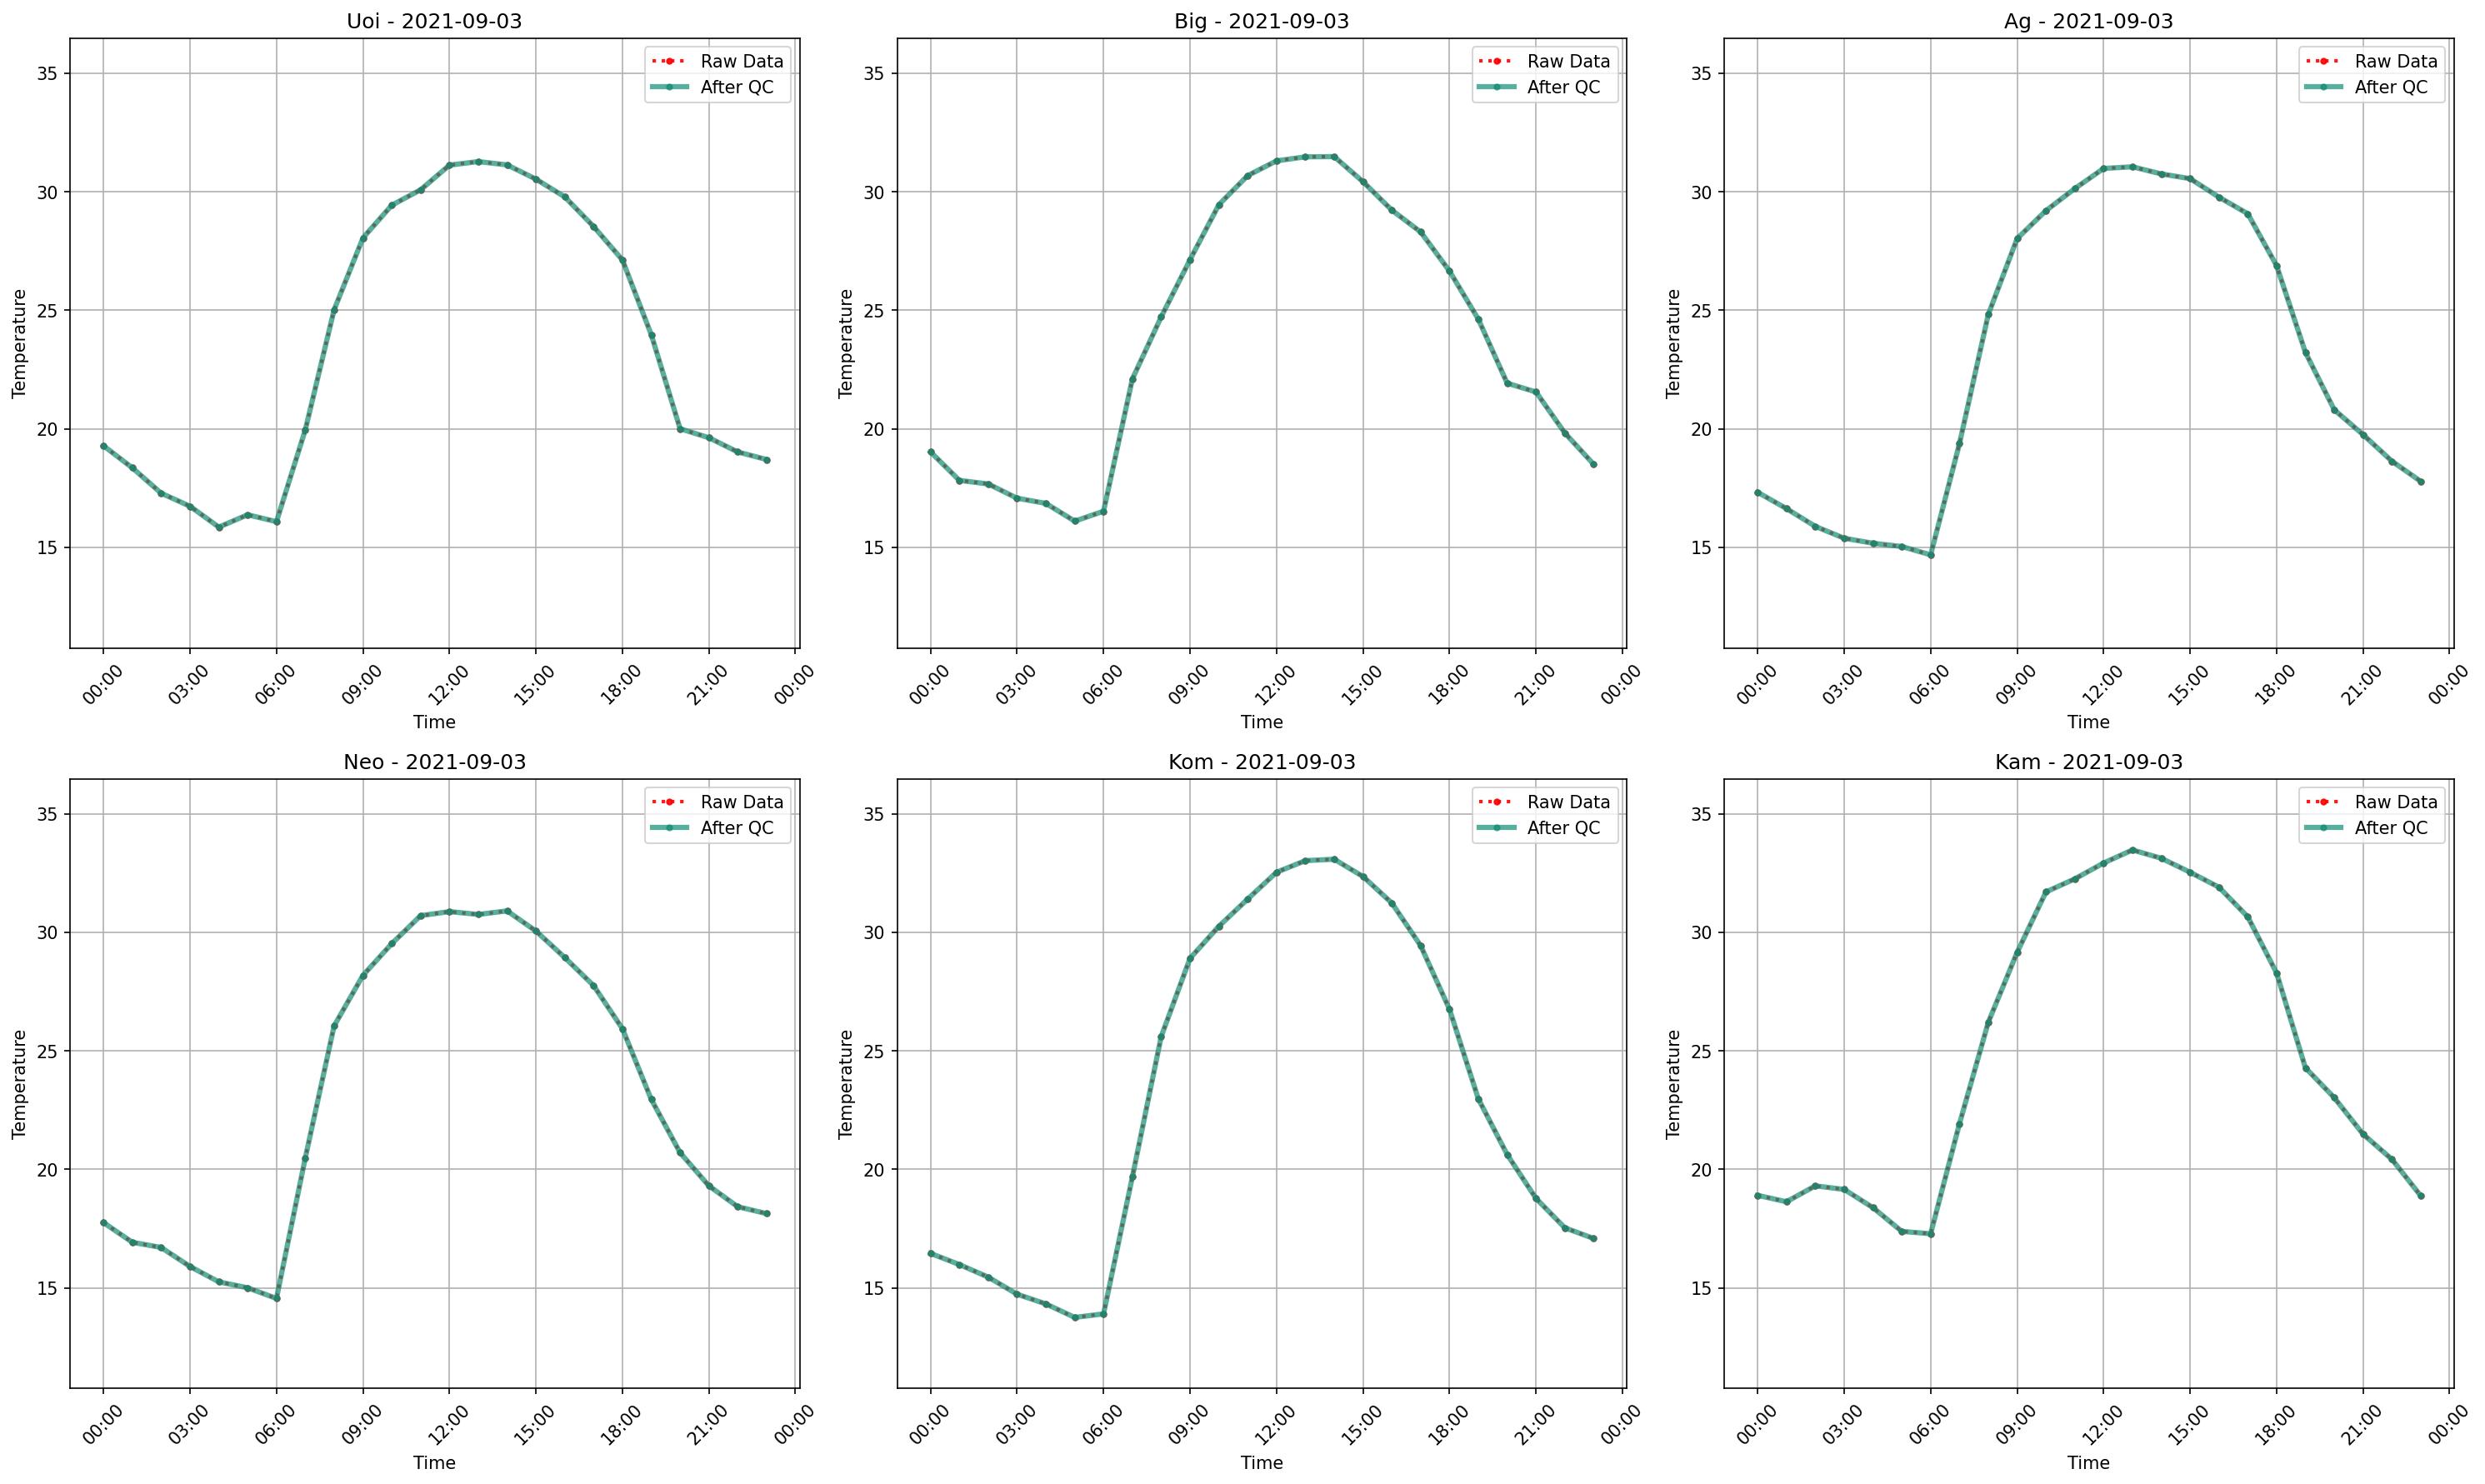 Uoi - 2021-09-03
Raw Data
After QC
Temperature
35
30
25
20
15
00:00
03:00
06:00
09:00
12:00
15:00
18:00
21:00
00:00
Time
Big - 2021-09-03
Raw Data
After QC
Temperature
35
30
25
20
15
00:00
03:00
06:00
09:00
12:00
15:00
18:00
21:00
00:00
Time
Ag - 2021-09-03
Raw Data
After QC
Temperature
35
30
25
20
15
00:00
03:00
06:00
09:00
12:00
15:00
18:00
21:00
00:00
Time
Neo - 2021-09-03
Raw Data
After QC
Temperature
35
30
25
20
15
00:00
03:00
06:00
09:00
12:00
15:00
18:00
21:00
00:00
Time
Kom - 2021-09-03
Raw Data
After QC
Temperature
35
30
25
20
15
00:00
03:00
06:00
09:00
12:00
15:00
18:00
21:00
00:00
Time
Kam - 2021-09-03
Raw Data
After QC
Temperature
35
30
25
20
15
00:00
03:00
06:00
09:00
12:00
15:00
18:00
21:00
00:00
Time